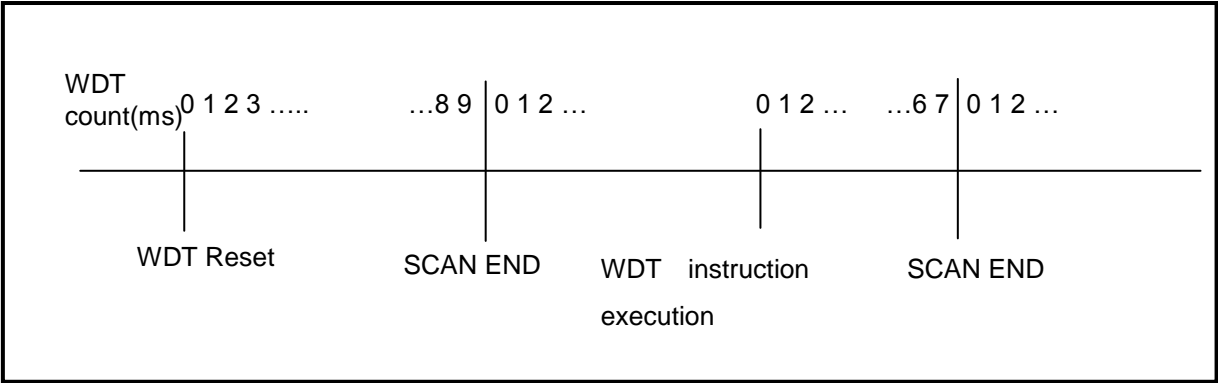 WDT
count(ms) 0 1 2 3 ….. …8 9 0 1 2 … 0 1 2 … …6 7 0 1 2 …
WDT Reset SCAN END WDT instruction SCAN END
execution